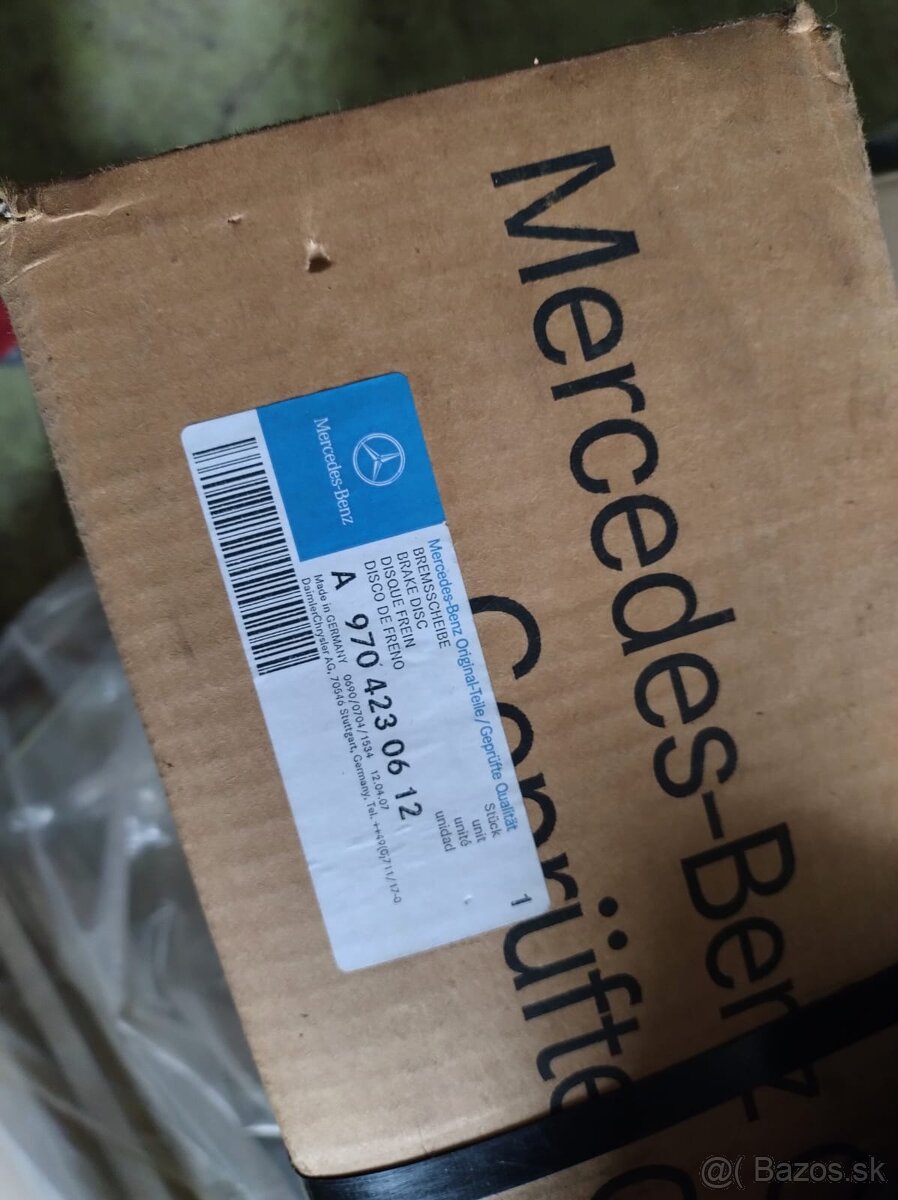 Mercedes-Benz
Geprüfte
Mercedes-Benz
Mercedes-Benz Original-Teile/Geprüfte Qualität
BREMSSCHEIBE
BRAKE DISC
DISQUE FREIN
DISCO DE FRENO
Stück
unit
unité
unidad
1
A 970 423 06 12
Made in GERMANY 0690/0704/1534 12.04.07
DaimlerChrysler AG, 70546 Stuttgart, Germany, Tel. ++49(0)711/17-0
@( Bazos.sk